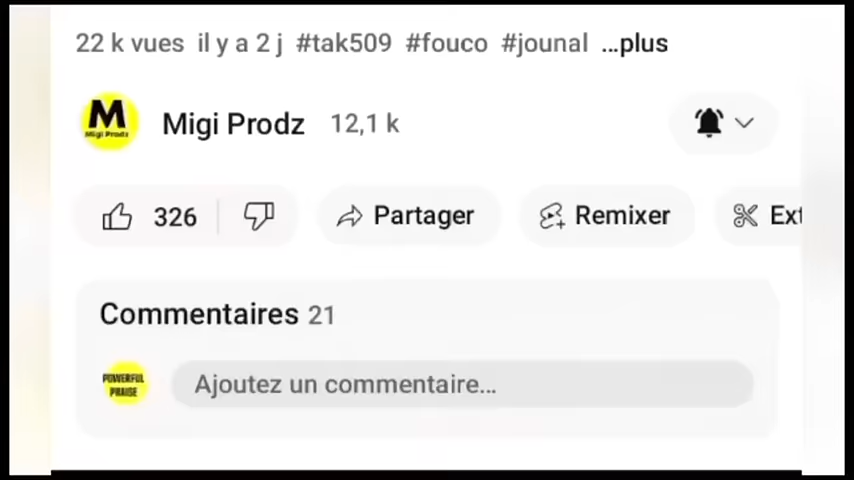 22 k vues il y a 2 j #tak509 #fouco #jounal ...plus
M
Migi Prodz
Migi Prodz 12,1 k
326 Partager Remixer Ext
Commentaires 21
POWERFUL
PRAISE
Ajoutez un commentaire...